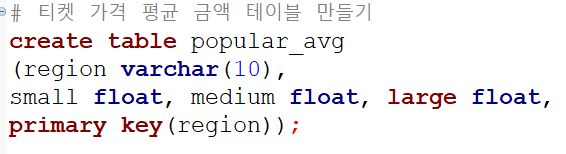 # 티켓 가격 평균 금액 테이블 만들기
create table popular_avg
(region varchar(10),
small float, medium float, large float,
primary key(region));